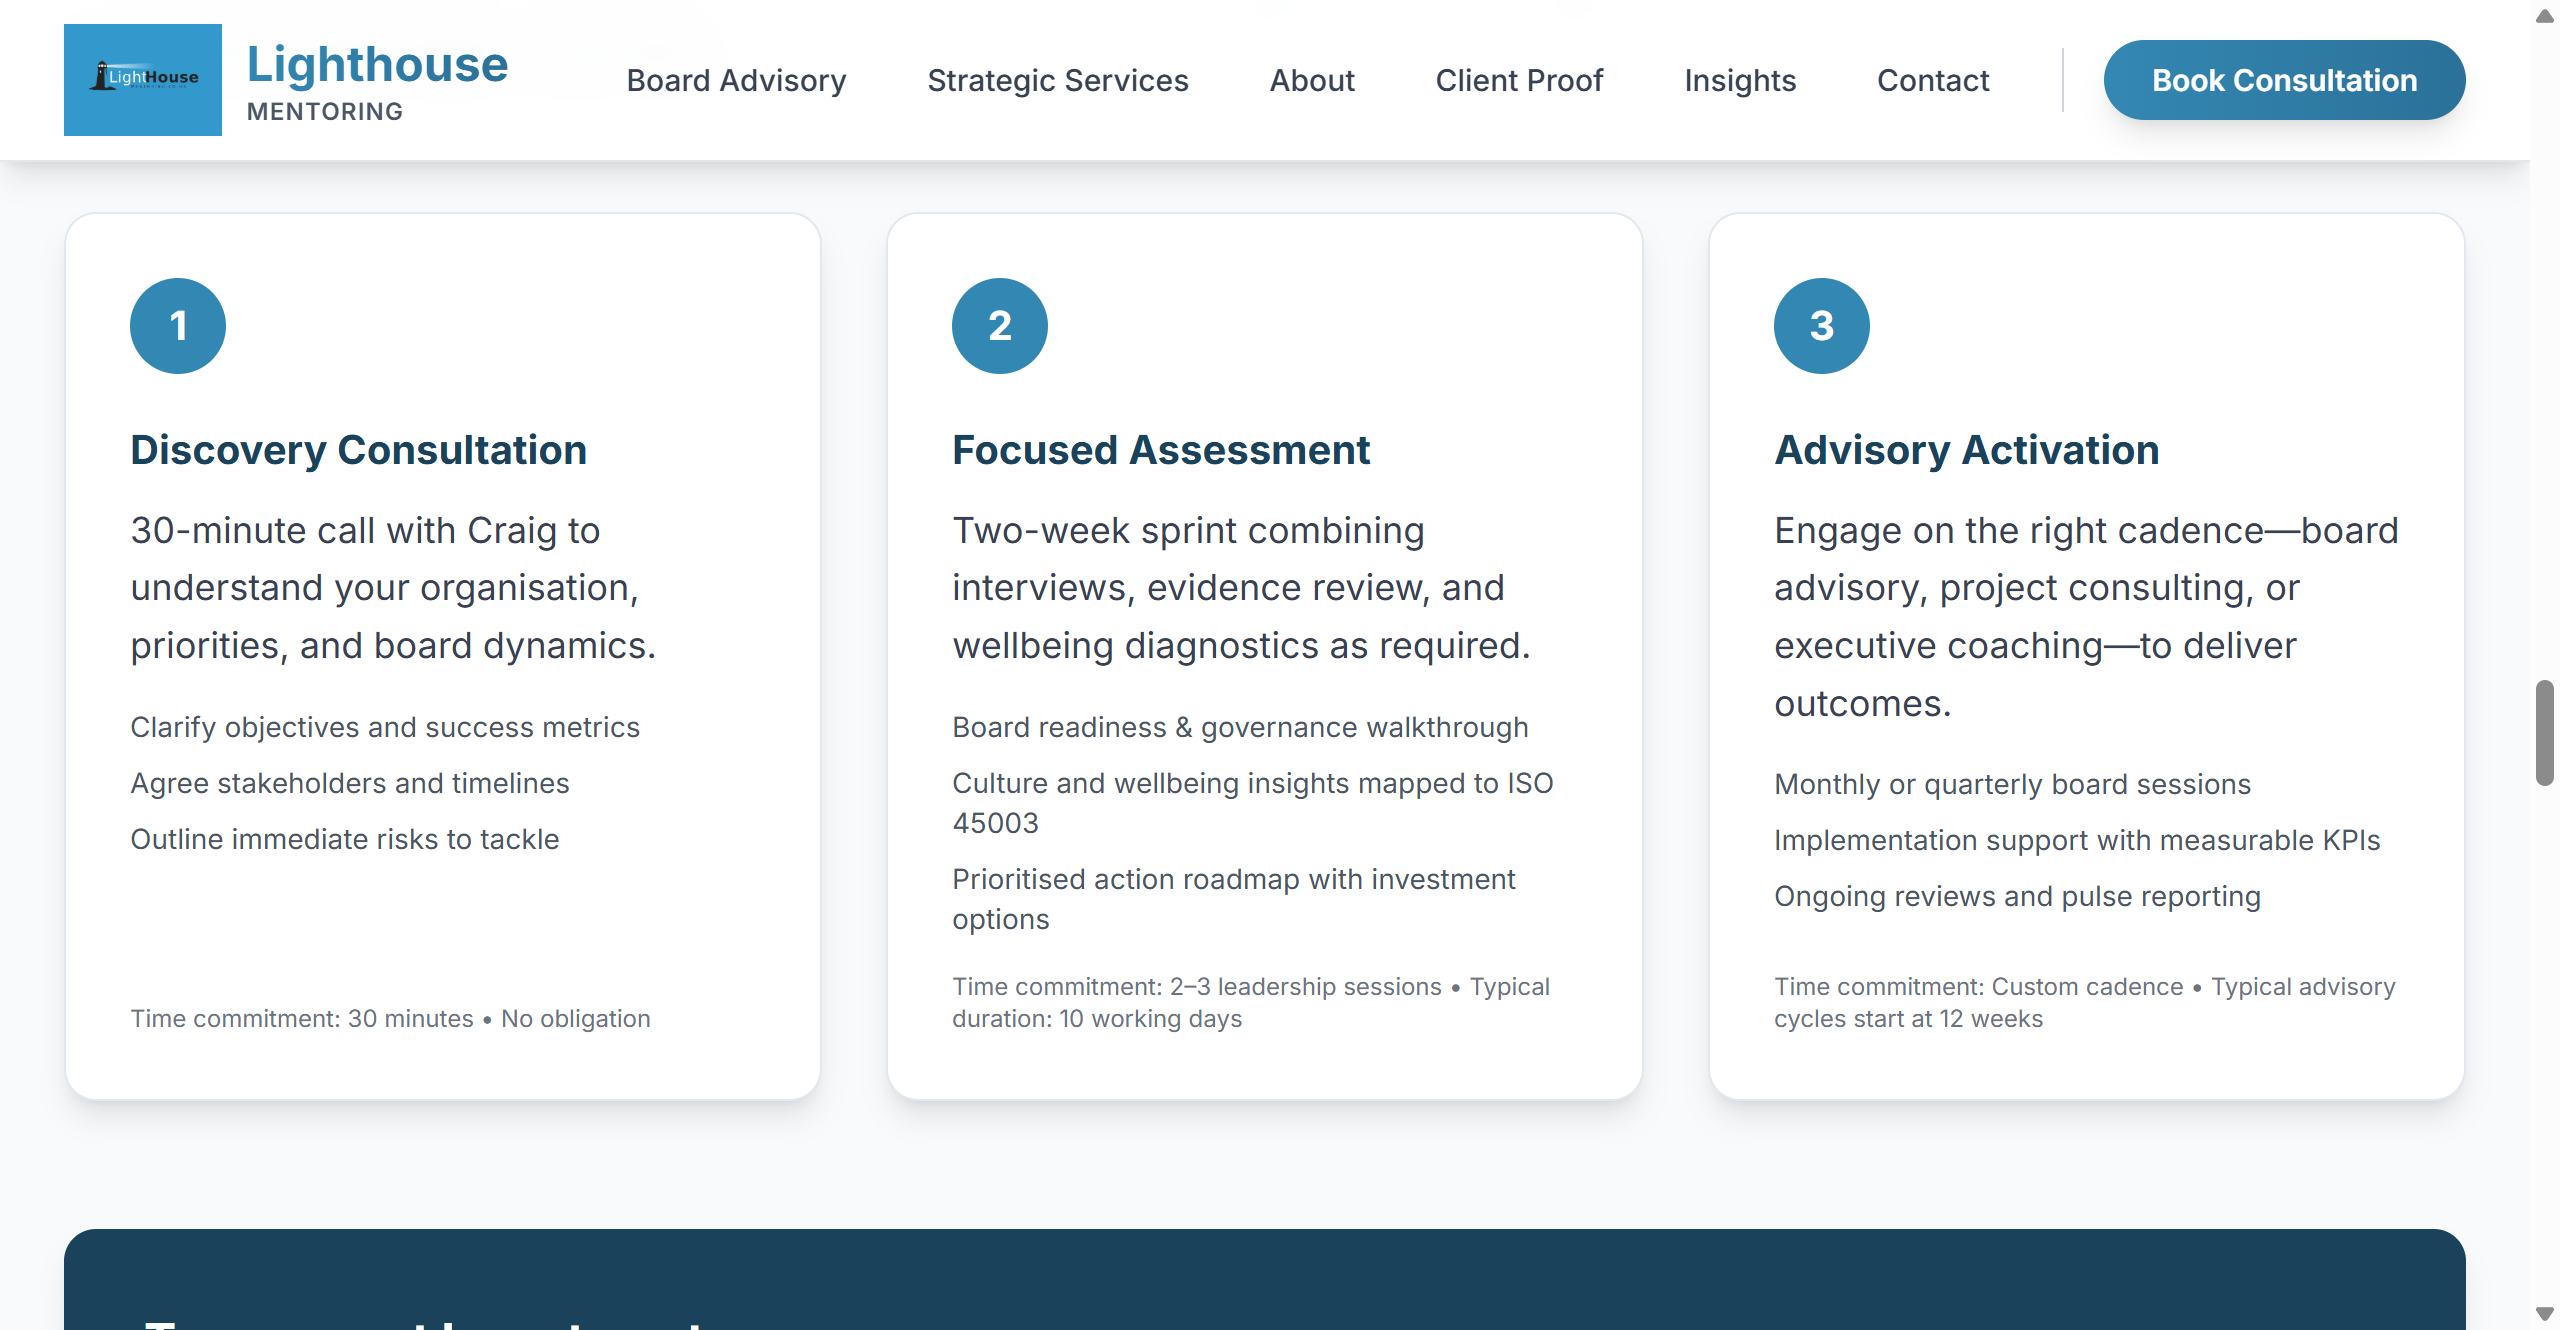 LightHouse
Lighthouse
MENTORING
Board Advisory
Strategic Services
About
Client Proof
Insights
Contact
Book Consultation
1
Discovery Consultation
30-minute call with Craig to
understand your organisation,
priorities, and board dynamics.
Clarify objectives and success metrics
Agree stakeholders and timelines
Outline immediate risks to tackle
Time commitment: 30 minutes • No obligation
2
Focused Assessment
Two-week sprint combining
interviews, evidence review, and
wellbeing diagnostics as required.
Board readiness & governance walkthrough
Culture and wellbeing insights mapped to ISO
45003
Prioritised action roadmap with investment
options
Time commitment: 2–3 leadership sessions • Typical
duration: 10 working days
3
Advisory Activation
Engage on the right cadence—board
advisory, project consulting, or
executive coaching—to deliver
outcomes.
Monthly or quarterly board sessions
Implementation support with measurable KPIs
Ongoing reviews and pulse reporting
Time commitment: Custom cadence • Typical advisory
cycles start at 12 weeks